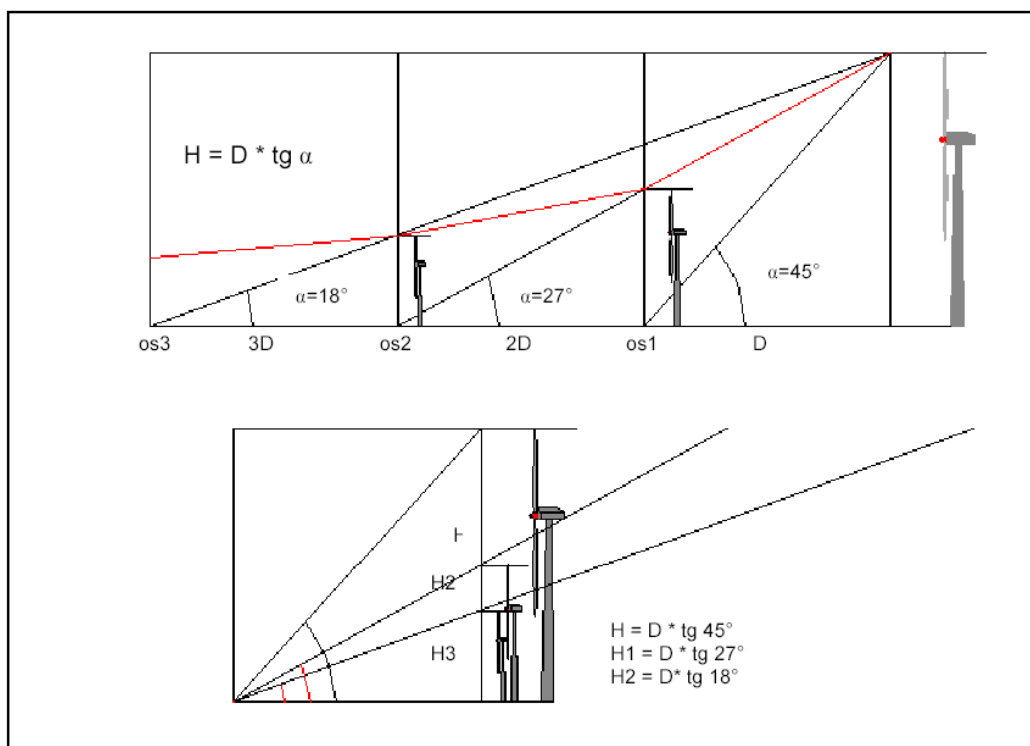 H = D * tg α
α=18°
α=27°
α=45°
os3 3D os2 2D os1 D
H2
H3
H = D * tg 45°
H1 = D * tg 27°
H2 = D* tg 18°